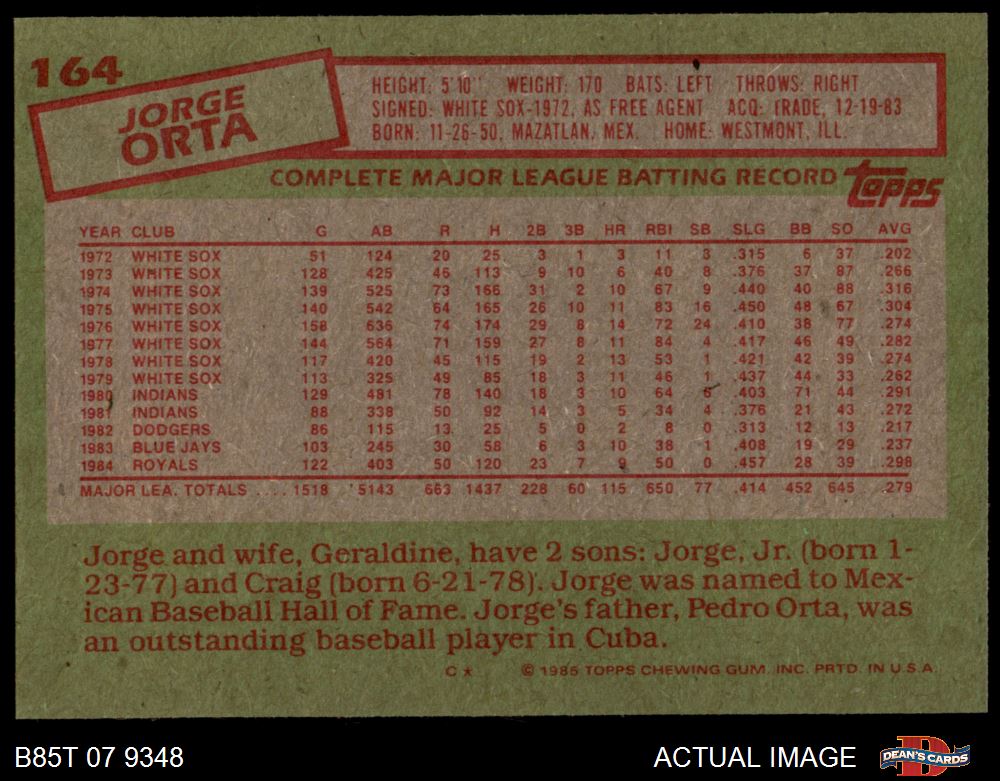 164
JORGE
ORTA
HEIGHT: 5'10" WEIGHT: 170 BATS: LEFT THROWS: RIGHT
SIGNED: WHITE SOX-1972, AS FREE AGENT ACQ: TRADE, 12-19-83
BORN: 11-26-50, MAZATLAN, MEX. HOME: WESTMONT, ILL.
COMPLETE MAJOR LEAGUE BATTING RECORD topps
YEAR CLUB G AB R H 2B 3B HR RBI SB SLG BB SO AVG
1972 WHITE SOX 51 124 20 25 3 1 3 11 3 .315 6 37 .202
1973 WHITE SOX 128 425 46 113 9 10 6 40 8 .376 37 87 .266
1974 WHITE SOX 139 525 73 166 31 2 10 67 9 .440 40 88 .316
1975 WHITE SOX 140 542 64 165 26 10 11 83 16 .450 48 67 .304
1976 WHITE SOX 158 636 74 174 29 8 14 72 24 .410 38 77 .274
1977 WHITE SOX 144 564 71 159 27 8 11 84 4 .417 46 49 .282
1978 WHITE SOX 117 420 45 115 19 2 13 53 1 .421 42 39 .274
1979 WHITE SOX 113 325 49 85 18 3 11 46 1 .437 44 33 .262
1980 INDIANS 129 481 78 140 18 3 10 64 6 .403 71 44 .291
1981 INDIANS 88 338 50 92 14 3 5 34 4 .376 21 43 .272
1982 DODGERS 86 115 13 25 5 0 2 8 0 .313 12 13 .217
1983 BLUE JAYS 103 245 30 58 6 3 10 38 1 .408 19 29 .237
1984 ROYALS 122 403 50 120 23 7 9 50 0 .457 28 39 .298
MAJOR LEA. TOTALS .... 1518 5143 663 1437 228 60 115 650 77 .414 452 645 .279
Jorge and wife, Geraldine, have 2 sons: Jorge, Jr. (born 1-
23-77) and Craig (born 6-21-78). Jorge was named to Mex-
ican Baseball Hall of Fame. Jorge's father, Pedro Orta, was
an outstanding baseball player in Cuba.
C★ © 1985 TOPPS CHEWING GUM, INC. PRTD. IN U.S.A.
B85T 07 9348 ACTUAL IMAGE DEAN'S CARDS